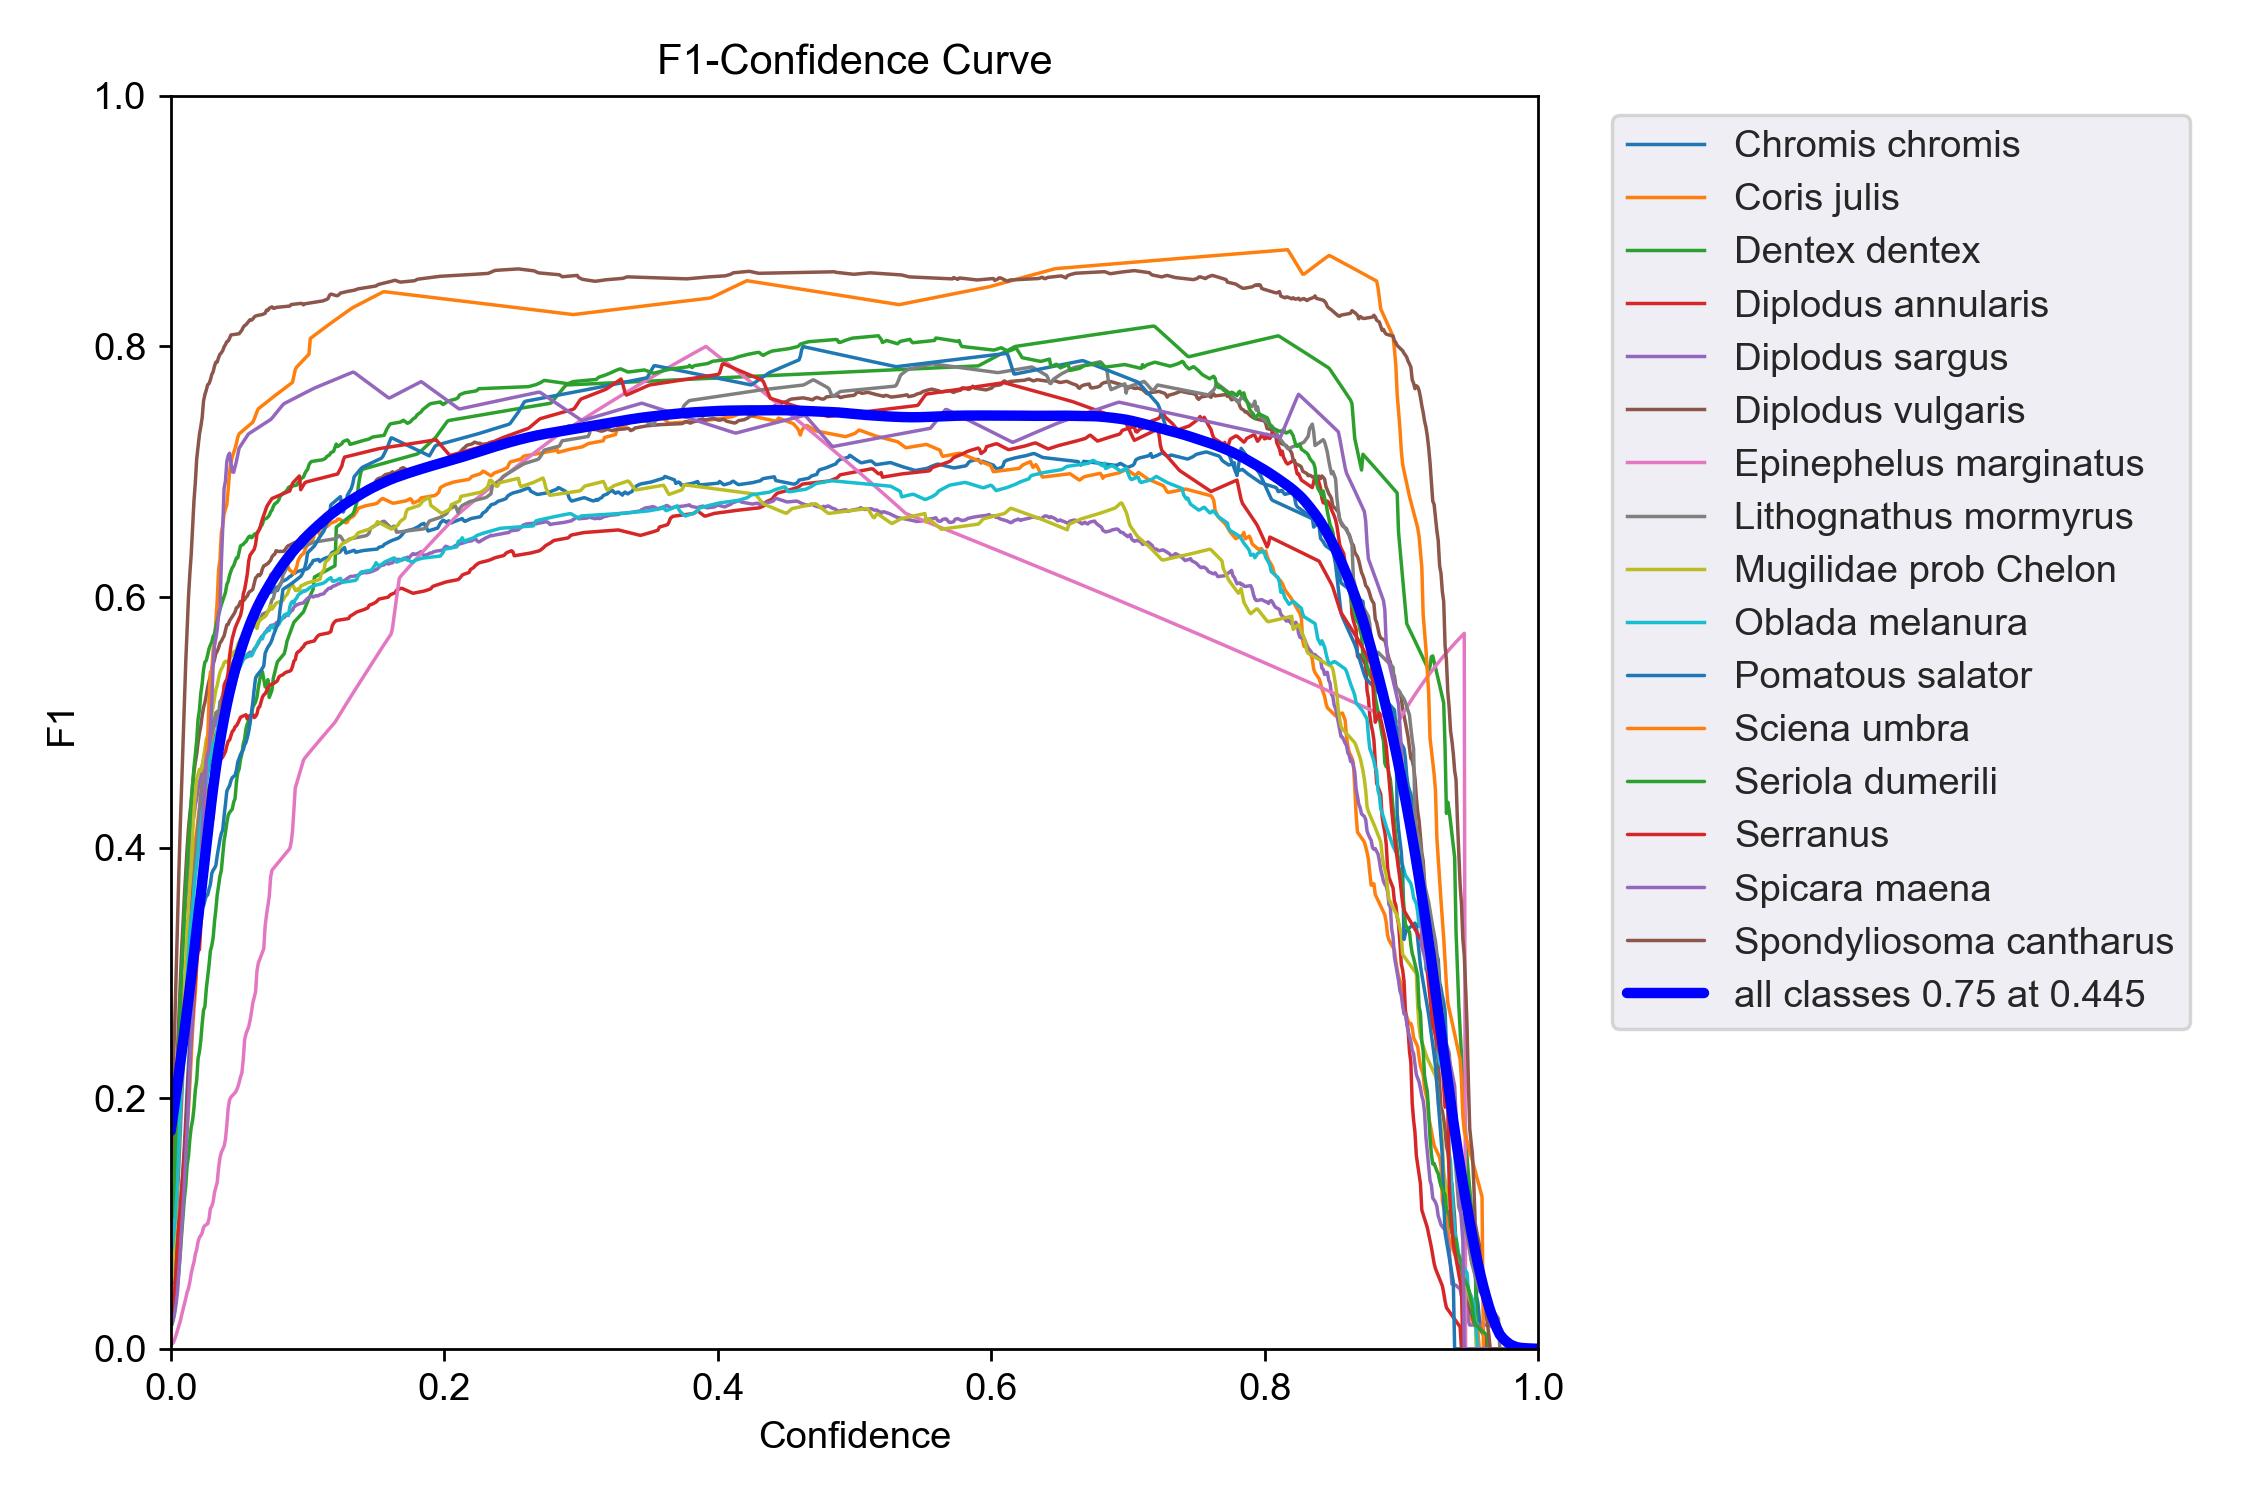 F1-Confidence Curve
1.0
0.8
0.6
0.4
0.2
0.0
F1
0.0 0.2 0.4 0.6 0.8 1.0
Confidence
Chromis chromis
Coris julis
Dentex dentex
Diplodus annularis
Diplodus sargus
Diplodus vulgaris
Epinephelus marginatus
Lithognathus mormyrus
Mugilidae prob Chelon
Oblada melanura
Pomatous salator
Sciena umbra
Seriola dumerili
Serranus
Spicara maena
Spondyliosoma cantharus
all classes 0.75 at 0.445